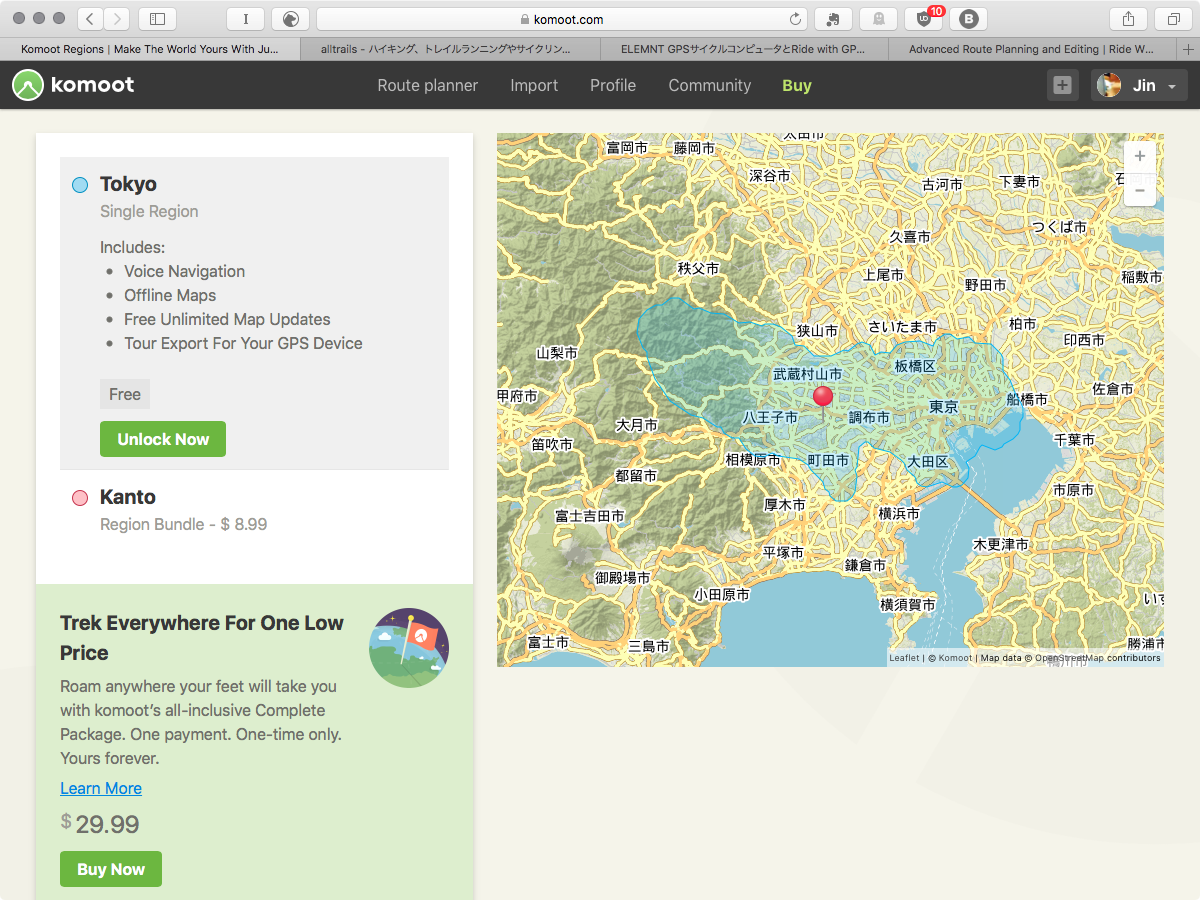 komoot.com
10
Komoot Regions | Make The World Yours With Ju...
alltrails - ハイキング、トレイルランニングやサイクリン...
ELEMNT GPSサイクルコンピュータとRide with GP...
Advanced Route Planning and Editing | Ride W...
komoot
Route planner
Import
Profile
Community
Buy
Jin
Tokyo
Single Region
Includes:
• Voice Navigation
• Offline Maps
• Free Unlimited Map Updates
• Tour Export For Your GPS Device
Free
Unlock Now
Kanto
Region Bundle - $ 8.99
Trek Everywhere For One Low
Price
Roam anywhere your feet will take you
with komoot's all-inclusive Complete
Package. One payment. One-time only.
Yours forever.
Learn More
$29.99
Buy Now
太田市
富岡市
藤岡市
深谷市
古河市
下妻市
つくば市
久喜市
秩父市
上尾市
野田市
稲敷市
狭山市
さいたま市
柏市
印西市
山梨市
武蔵村山市
板橋区
佐倉市
甲府市
船橋市
東京
八王子市
調布市
大月市
千葉市
笛吹市
相模原市
町田市
大田区
都留市
市原市
厚木市
横浜市
富士吉田市
木更津市
平塚市
鎌倉市
御殿場市
小田原市
横須賀市
いす
富士市
三島市
勝浦市
Leaflet | © Komoot | Map data © OpenStreetMap contributors